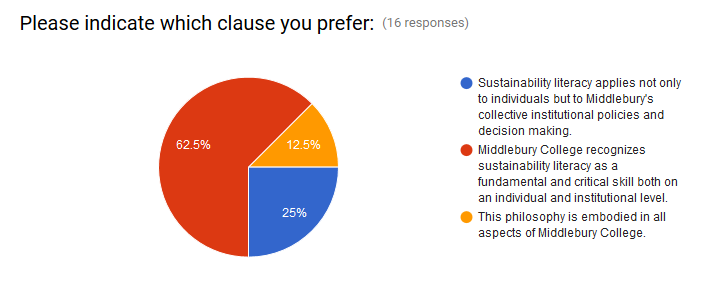 Please indicate which clause you prefer: (16 responses)
62.5%
12.5%
25%
Sustainability literacy applies not only
to individuals but to Middlebury's
collective institutional policies and
decision making.
Middlebury College recognizes
sustainability literacy as a
fundamental and critical skill both on
an individual and institutional level.
This philosophy is embodied in all
aspects of Middlebury College.